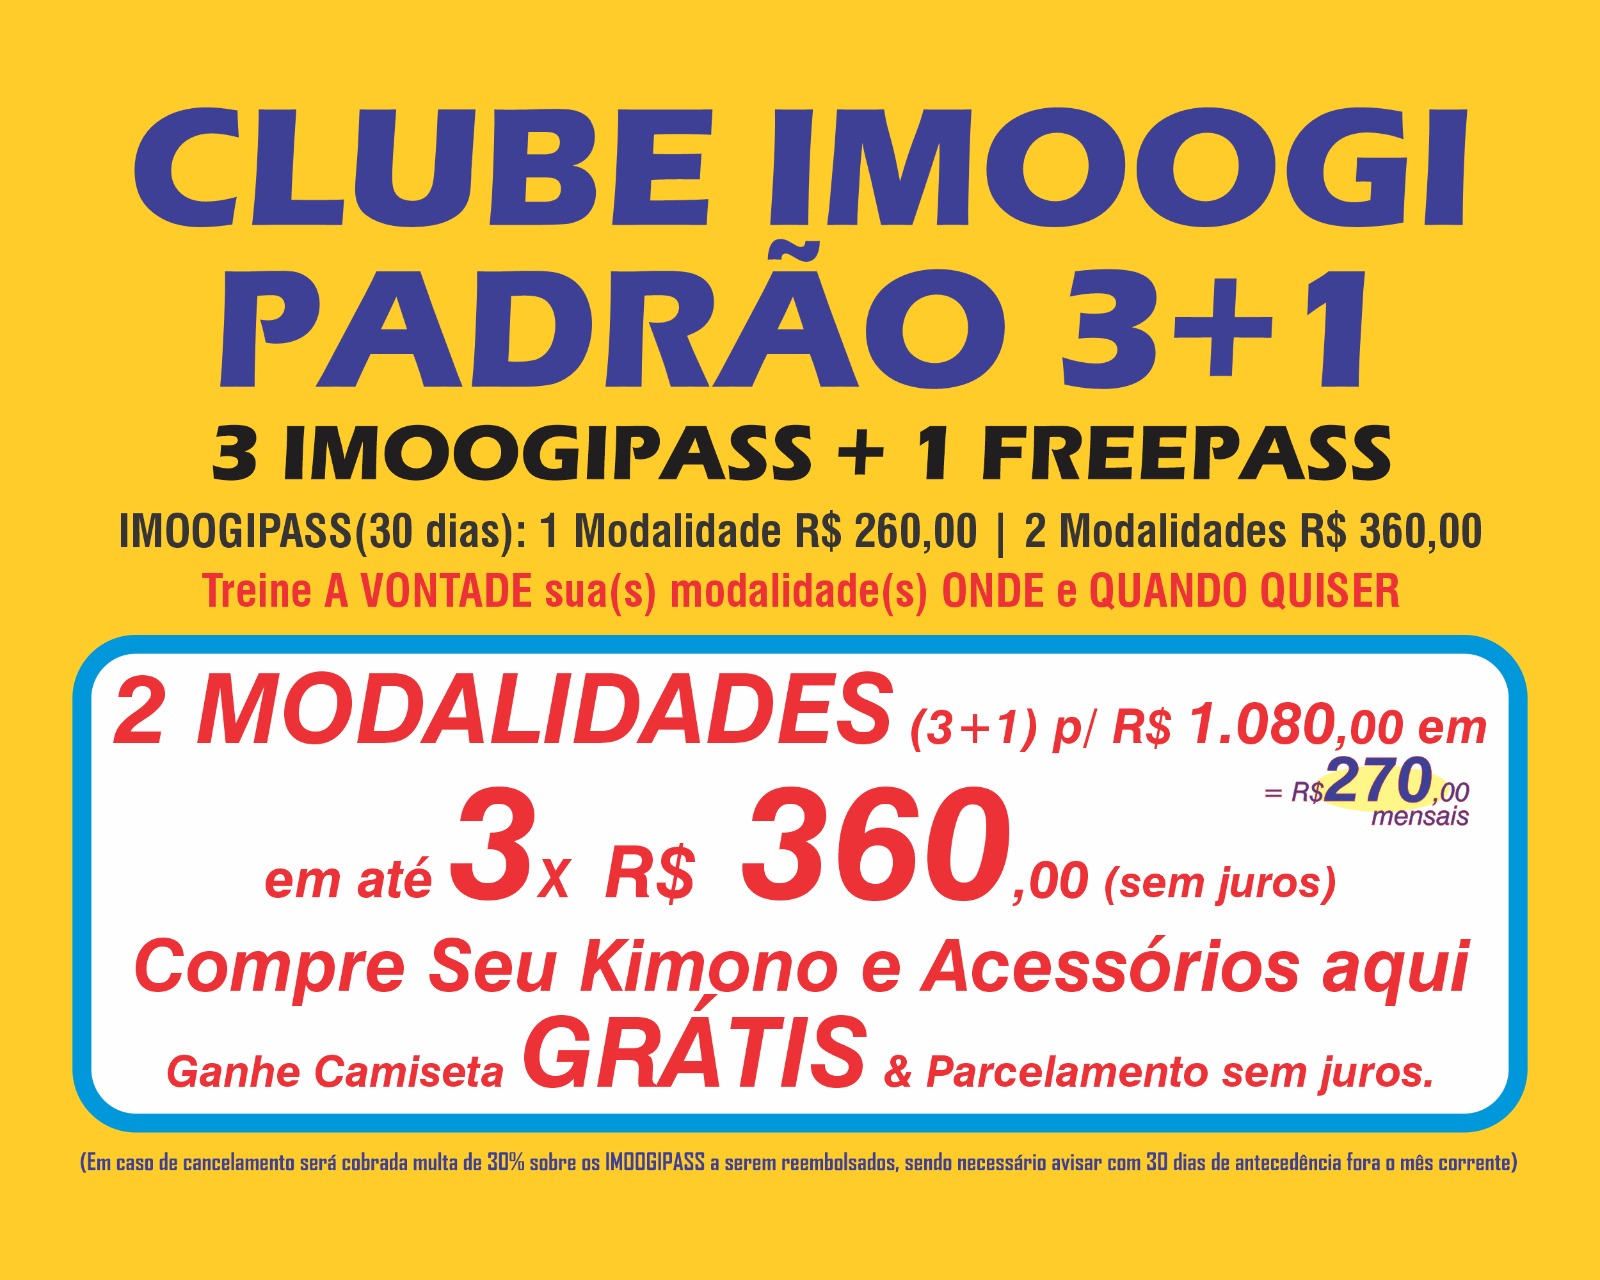 CLUBE IMOOGI
PADRÃO 3+1
3 IMOOGIPASS + 1 FREEPASS
IMOOGIPASS(30 dias): 1 Modalidade R$ 260,00 | 2 Modalidades R$ 360,00
Treine A VONTADE sua(s) modalidade(s) ONDE e QUANDO QUISER
2 MODALIDADES (3+1) p/ R$ 1.080,00 em
= R$270,00
mensais
em até 3x R$ 360,00 (sem juros)
Compre Seu Kimono e Acessórios aqui
Ganhe Camiseta GRÁTIS & Parcelamento sem juros.
(Em caso de cancelamento será cobrada multa de 30% sobre os IMOOGIPASS a serem reembolsados, sendo necessário avisar com 30 dias de antecedência fora o mês corrente)